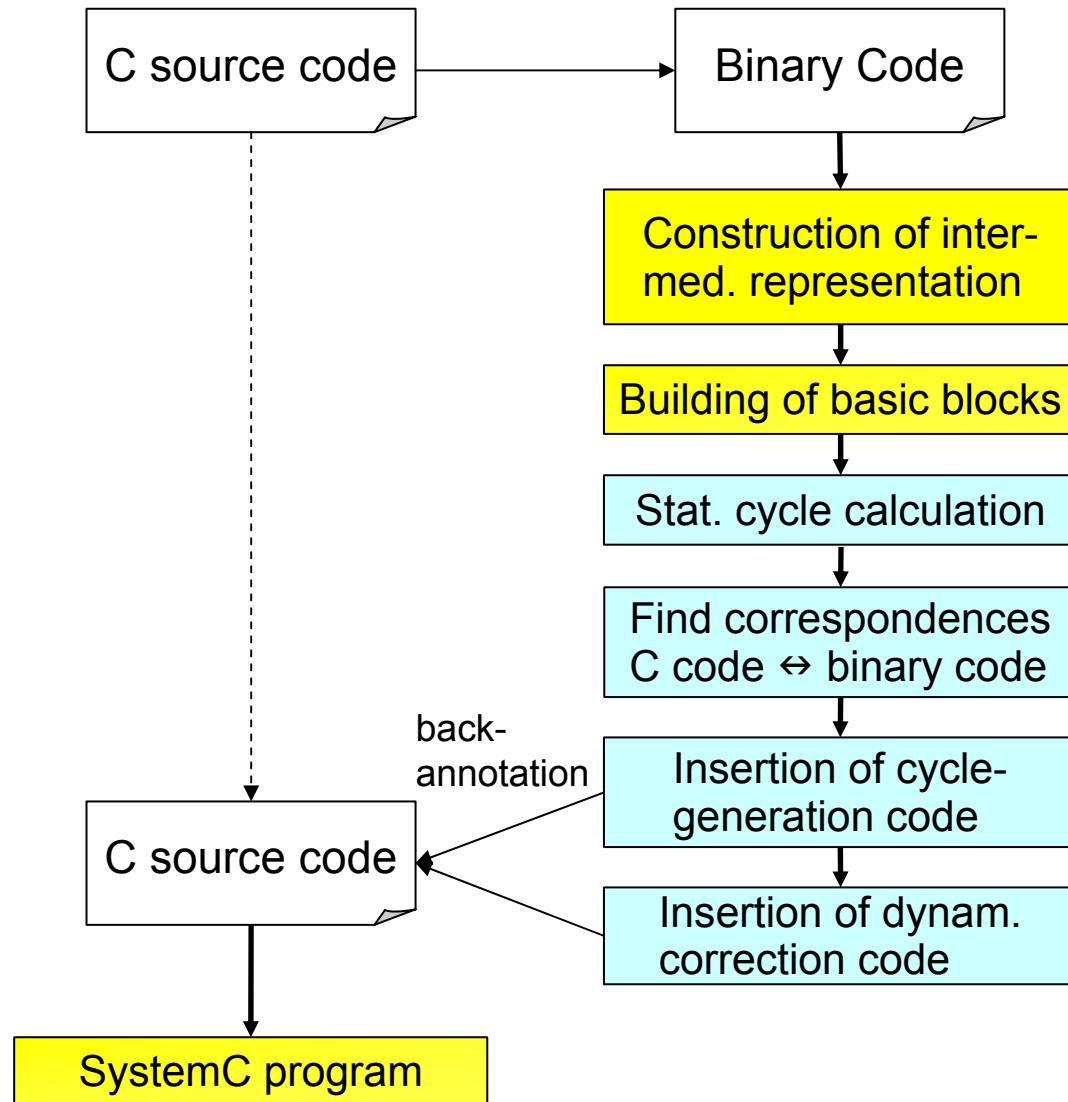 C source code
Binary Code
Construction of inter-
med. representation
Building of basic blocks
Stat. cycle calculation
Find correspondences
C code ↔ binary code
back-
annotation
Insertion of cycle-
generation code
C source code
Insertion of dynam.
correction code
SystemC program